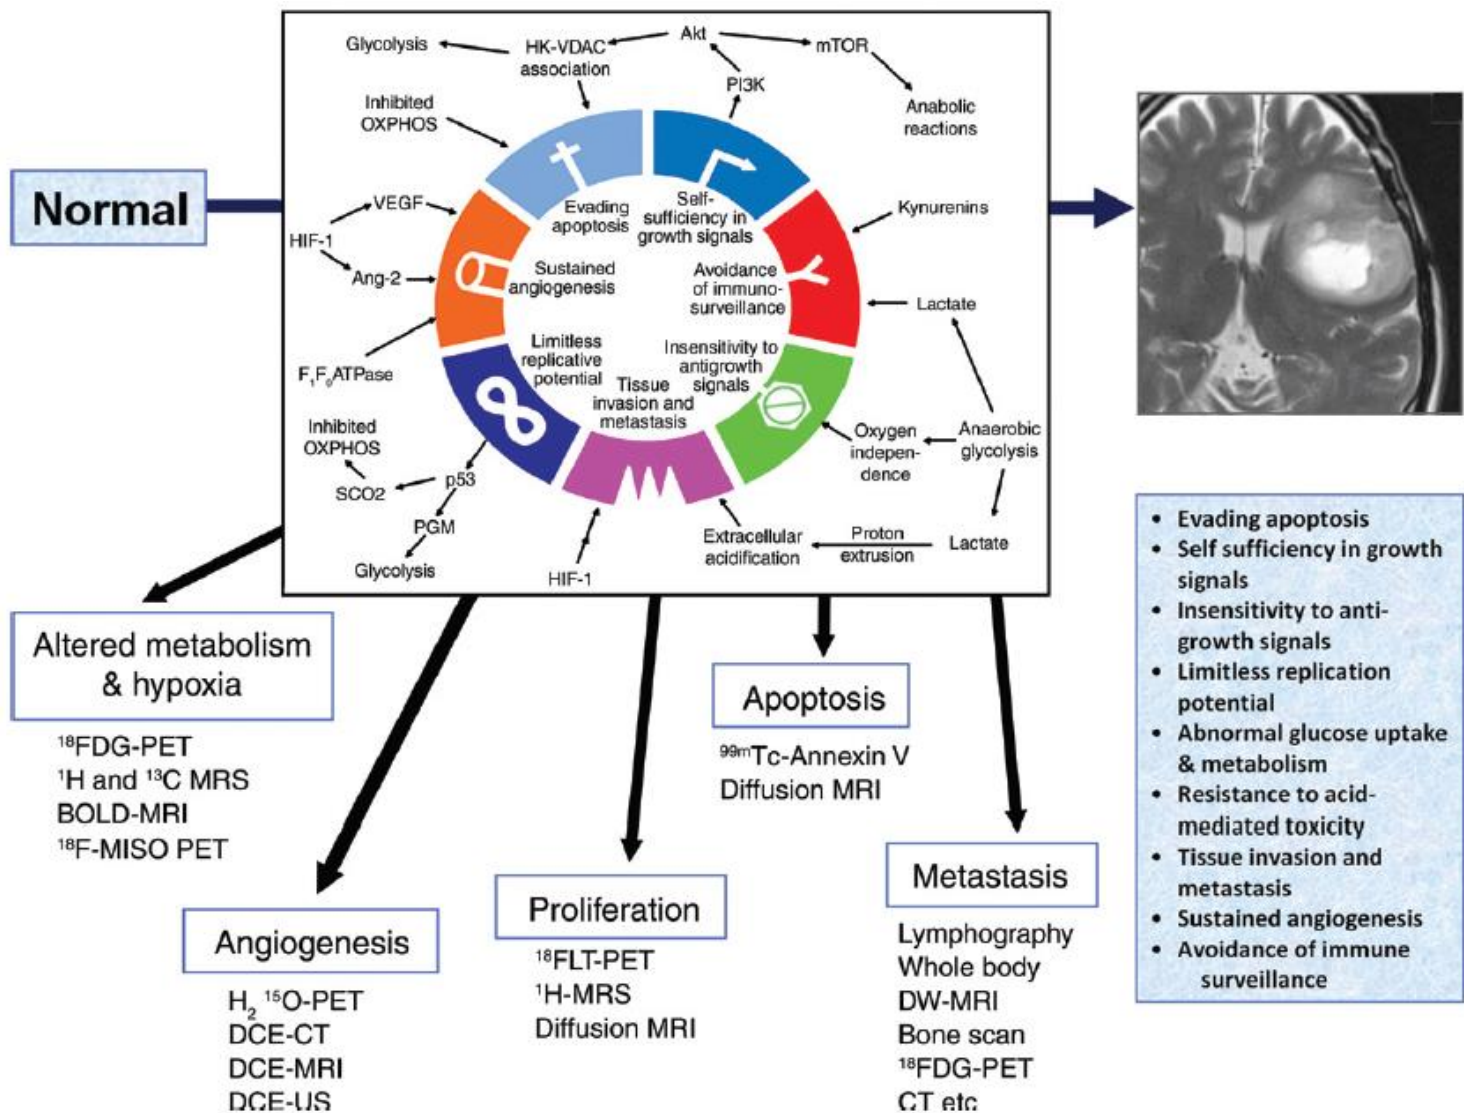 Normal
Glycolysis
HK-VDAC
association
Akt
mTOR
PI3K
Anabolic
reactions
Inhibited
OXPHOS
VEGF
HIF-1
Ang-2
F₁F₀ATPase
Inhibited
OXPHOS
SCO2
p53
PGM
Glycolysis
HIF-1
Extracellular
acidification
Proton
extrusion
Lactate
Anaerobic
glycolysis
Oxygen
indepen-
dence
Lactate
Kynurenins
Evading
apoptosis
Self-
sufficiency in
growth signals
Sustained
angiogenesis
Avoidance
of immuno-
surveillance
Limitless
replicative
potential
Insensitivity to
antigrowth
signals
Tissue
invasion and
metastasis
Altered metabolism
& hypoxia
¹⁸FDG-PET
¹H and ¹³C MRS
BOLD-MRI
¹⁸F-MISO PET
Angiogenesis
H₂ ¹⁵O-PET
DCE-CT
DCE-MRI
DCE-US
Proliferation
¹⁸FLT-PET
¹H-MRS
Diffusion MRI
Apoptosis
⁹⁹ᵐTc-Annexin V
Diffusion MRI
Metastasis
Lymphography
Whole body
DW-MRI
Bone scan
¹⁸FDG-PET
CT etc
• Evading apoptosis
• Self sufficiency in growth
signals
• Insensitivity to anti-
growth signals
• Limitless replication
potential
• Abnormal glucose uptake
& metabolism
• Resistance to acid-
mediated toxicity
• Tissue invasion and
metastasis
• Sustained angiogenesis
• Avoidance of immune
surveillance